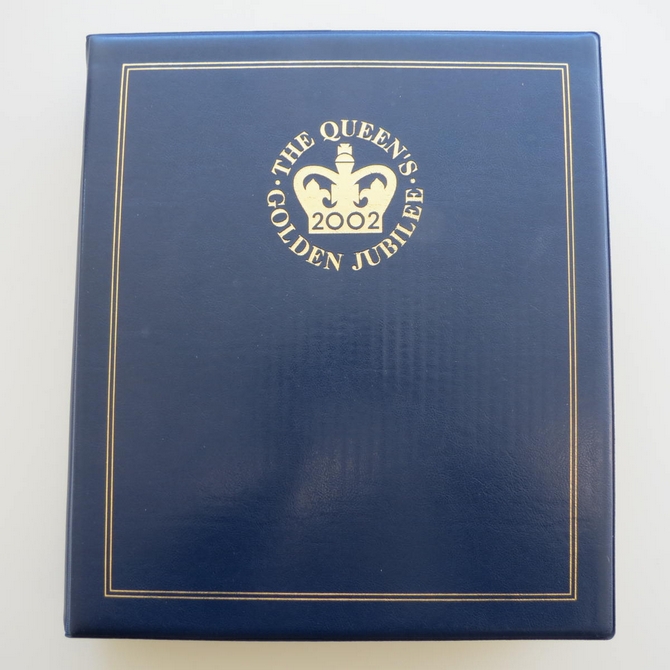 · THE QUEEN'S ·
2002
GOLDEN JUBILEE